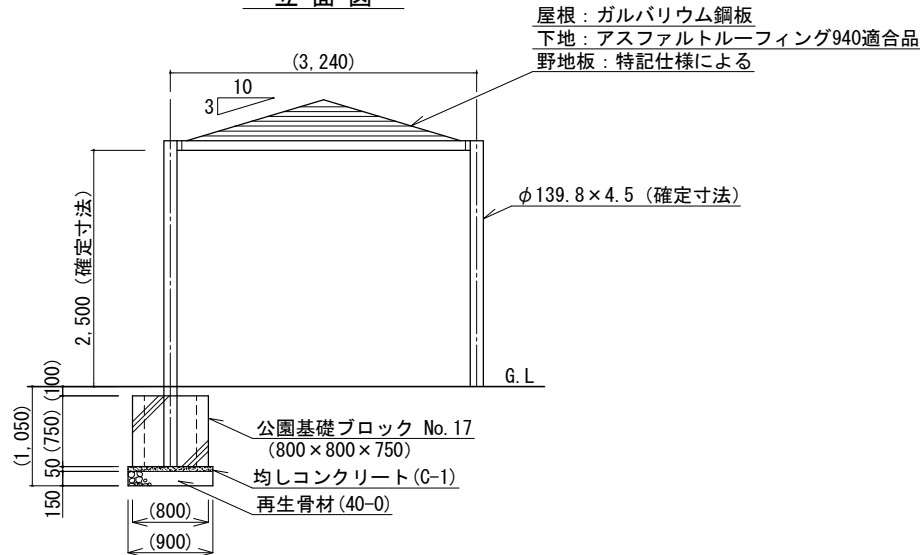 立 面 図
屋根：ガルバリウム鋼板
下地：アスファルトルーフィング940適合品
野地板：特記仕様による
(3,240)
10
3
φ139.8×4.5 (確定寸法)
2,500 (確定寸法)
G.L
(100)
(1,050)
(750)
50
150
公園基礎ブロック No.17
(800×800×750)
均しコンクリート(C-1)
再生骨材(40-0)
(800)
(900)